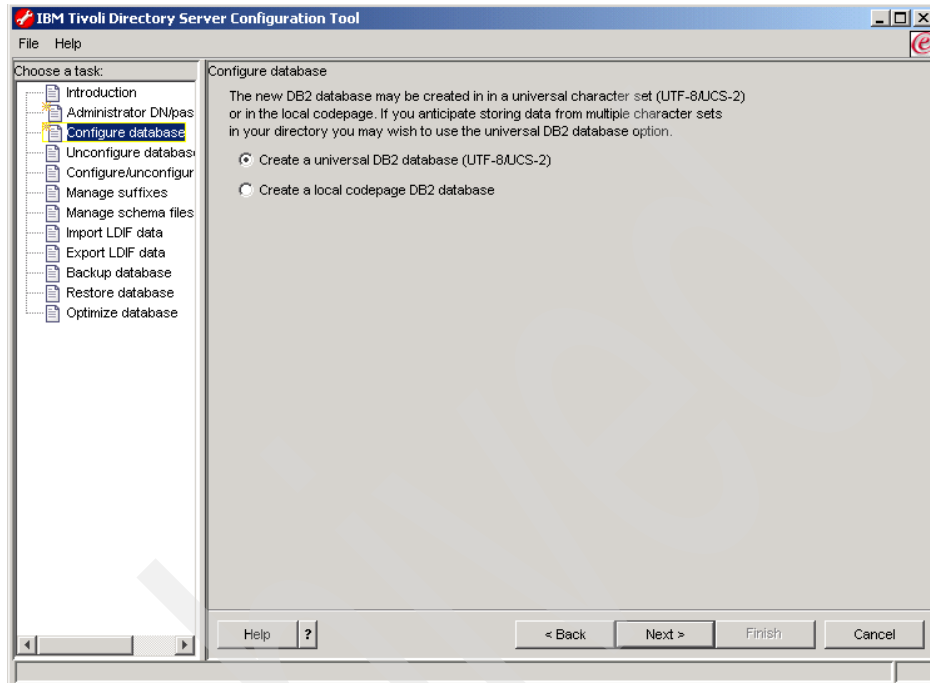 IBM Tivoli Directory Server Configuration Tool
File Help
Choose a task:
Introduction
Administrator DN/pas
Configure database
Unconfigure databas
Configure/unconfigur
Manage suffixes
Manage schema files
Import LDIF data
Export LDIF data
Backup database
Restore database
Optimize database
Configure database
The new DB2 database may be created in in a universal character set (UTF-8/UCS-2)
or in the local codepage. If you anticipate storing data from multiple character sets
in your directory you may wish to use the universal DB2 database option.
Create a universal DB2 database (UTF-8/UCS-2)
Create a local codepage DB2 database
Help ? < Back Next > Finish Cancel